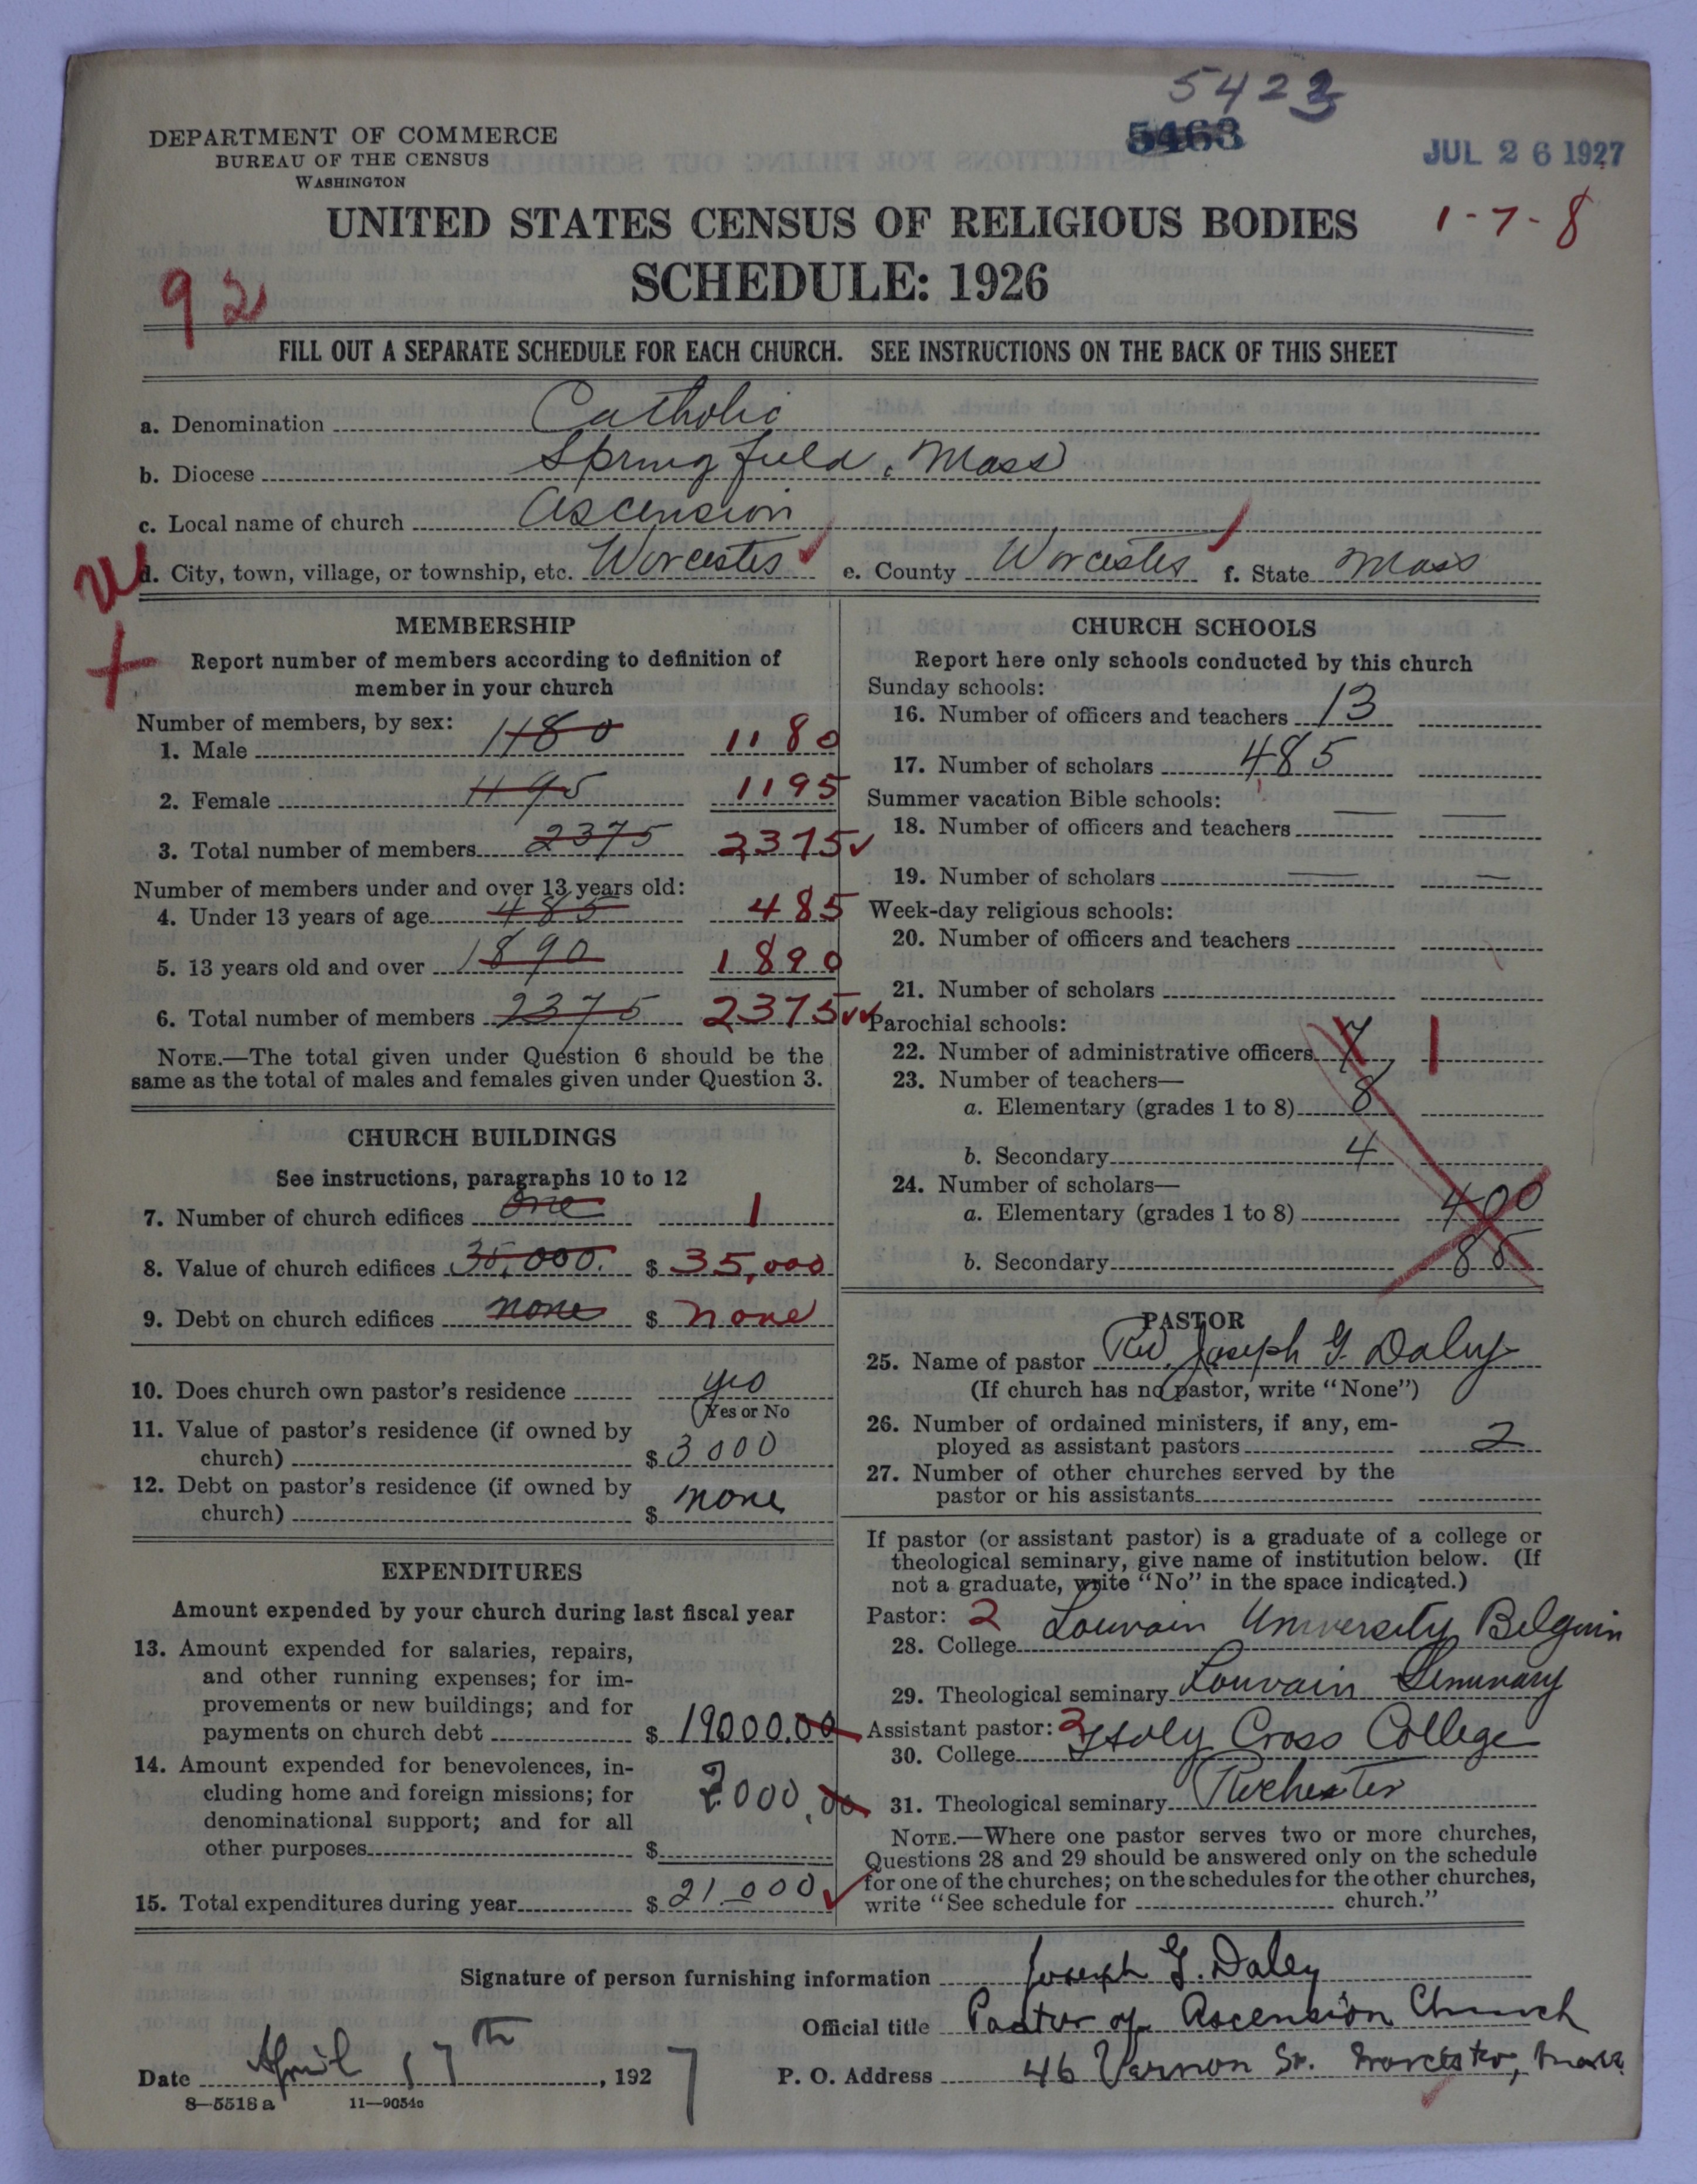 5423
5463
JUL 26 1927
DEPARTMENT OF COMMERCE
BUREAU OF THE CENSUS
WASHINGTON
UNITED STATES CENSUS OF RELIGIOUS BODIES
1-7-8
SCHEDULE: 1926
92
FILL OUT A SEPARATE SCHEDULE FOR EACH CHURCH. SEE INSTRUCTIONS ON THE BACK OF THIS SHEET
a. Denomination Catholic
b. Diocese Springfield, Mass
c. Local name of church Ascension
d. City, town, village, or township, etc. Worcester e. County Worcester f. State Mass
MEMBERSHIP
Report number of members according to definition of
member in your church
Number of members, by sex:
1. Male 1180 1180
2. Female 1195 1195
3. Total number of members 2375 2375
Number of members under and over 13 years old:
4. Under 13 years of age 485 485
5. 13 years old and over 1890 1890
6. Total number of members 2375 2375
NOTE.—The total given under Question 6 should be the
same as the total of males and females given under Question 3.
CHURCH BUILDINGS
See instructions, paragraphs 10 to 12
7. Number of church edifices one 1
8. Value of church edifices 35,000. $ 35,000
9. Debt on church edifices none $ none
10. Does church own pastor's residence yes
(Yes or No
11. Value of pastor's residence (if owned by
church) $ 3000
12. Debt on pastor's residence (if owned by
church) $ none
EXPENDITURES
Amount expended by your church during last fiscal year
13. Amount expended for salaries, repairs,
and other running expenses; for im-
provements or new buildings; and for
payments on church debt $ 19000.00
14. Amount expended for benevolences, in-
cluding home and foreign missions; for
denominational support; and for all
other purposes $ 2000.00
15. Total expenditures during year $ 21.000
CHURCH SCHOOLS
Report here only schools conducted by this church
Sunday schools:
16. Number of officers and teachers 13
17. Number of scholars 485
Summer vacation Bible schools:
18. Number of officers and teachers
19. Number of scholars
Week-day religious schools:
20. Number of officers and teachers
21. Number of scholars
Parochial schools:
22. Number of administrative officers 1
23. Number of teachers—
a. Elementary (grades 1 to 8) 8
b. Secondary 4
24. Number of scholars—
a. Elementary (grades 1 to 8) 400
b. Secondary 85
PASTOR
25. Name of pastor Rev. Joseph G. Daley
(If church has no pastor, write "None")
26. Number of ordained ministers, if any, em-
ployed as assistant pastors 2
27. Number of other churches served by the
pastor or his assistants
If pastor (or assistant pastor) is a graduate of a college or
theological seminary, give name of institution below. (If
not a graduate, write "No" in the space indicated.)
Pastor: 2
28. College Louvain University Belgium
29. Theological seminary Louvain Seminary
Assistant pastor: 2
30. College Holy Cross College
31. Theological seminary Rochester
NOTE.—Where one pastor serves two or more churches,
Questions 28 and 29 should be answered only on the schedule
for one of the churches; on the schedules for the other churches,
write "See schedule for church."
Signature of person furnishing information Joseph G. Daley
Official title Pastor of Ascension Church
Date April 17th, 1927 P. O. Address 46 Vernon St. Worcester, Mass.
8—5518 a 11—9054c